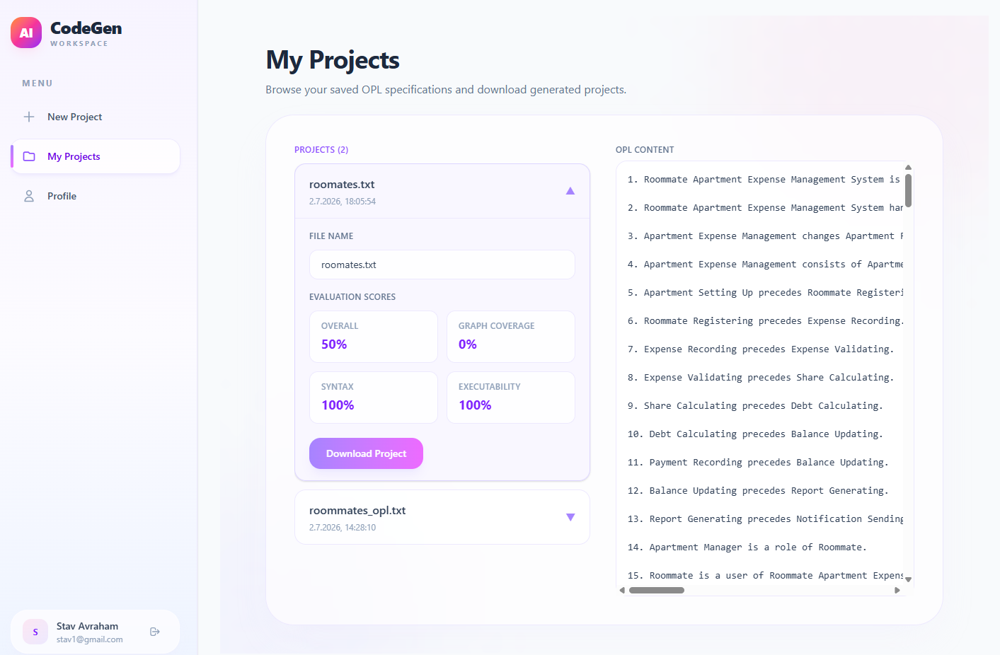 AI
CodeGen
WORKSPACE
MENU
New Project
My Projects
Profile
Stav Avraham
stav1@gmail.com
S
My Projects
Browse your saved OPL specifications and download generated projects.
PROJECTS (2)
roomates.txt
2.7.2026, 18:05:54
FILE NAME
roomates.txt
EVALUATION SCORES
OVERALL
50%
GRAPH COVERAGE
0%
SYNTAX
100%
EXECUTABILITY
100%
Download Project
roommates_opl.txt
2.7.2026, 14:28:10
OPL CONTENT
1. Roommate Apartment Expense Management System is
2. Roommate Apartment Expense Management System
3. Apartment Expense Management changes Apartment
4. Apartment Expense Management consists of
5. Apartment Setting Up precedes Roommate
6. Roommate Registering precedes Expense Recording.
7. Expense Recording precedes Expense Validating.
8. Expense Validating precedes Share Calculating.
9. Share Calculating precedes Debt Calculating.
10. Debt Calculating precedes Balance Updating.
11. Payment Recording precedes Balance Updating.
12. Balance Updating precedes Report Generating.
13. Report Generating precedes Notification Sending
14. Apartment Manager is a role of Roommate.
15. Roommate is a user of Roommate Apartment